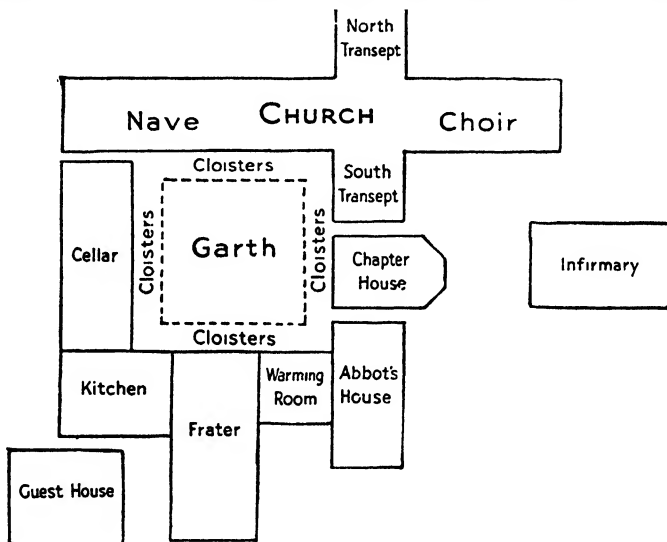 North
Transept
Nave CHURCH Choir
Cloisters
South
Transept
Cellar
Cloisters
Garth
Cloisters
Chapter
House
Infirmary
Cloisters
Kitchen
Frater
Warming
Room
Abbot's
House
Guest House